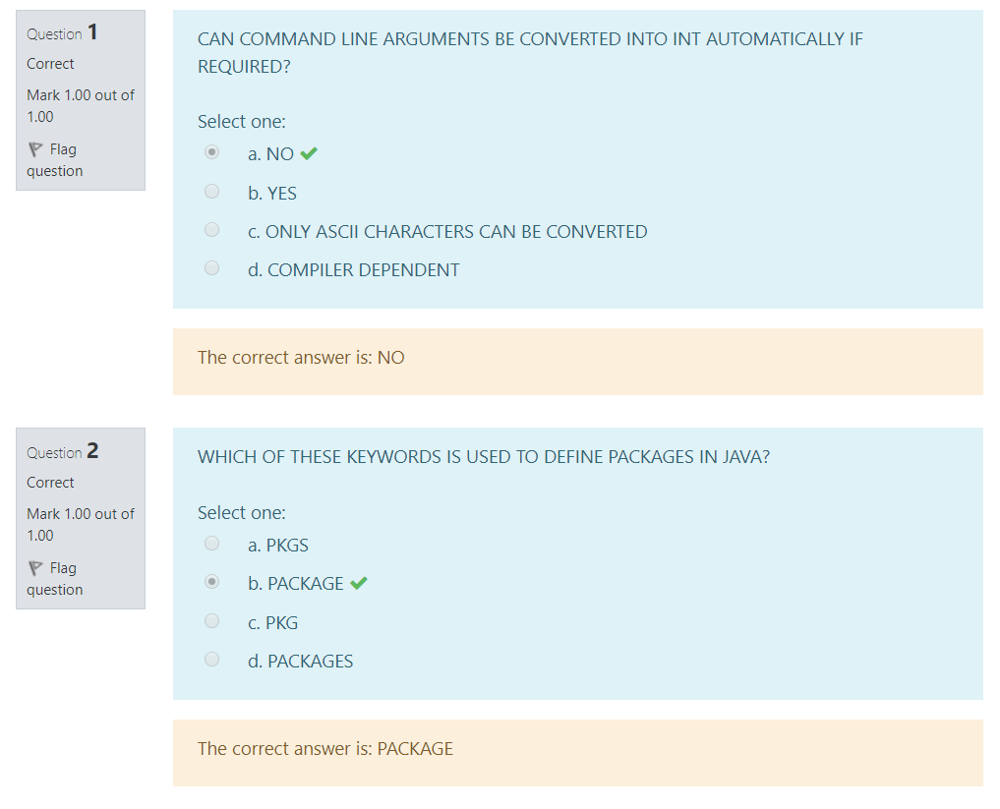 Question 1
Correct
Mark 1.00 out of
1.00
Flag
question
CAN COMMAND LINE ARGUMENTS BE CONVERTED INTO INT AUTOMATICALLY IF
REQUIRED?
Select one:
a. NO
b. YES
c. ONLY ASCII CHARACTERS CAN BE CONVERTED
d. COMPILER DEPENDENT
The correct answer is: NO
Question 2
Correct
Mark 1.00 out of
1.00
Flag
question
WHICH OF THESE KEYWORDS IS USED TO DEFINE PACKAGES IN JAVA?
Select one:
a. PKGS
b. PACKAGE
c. PKG
d. PACKAGES
The correct answer is: PACKAGE